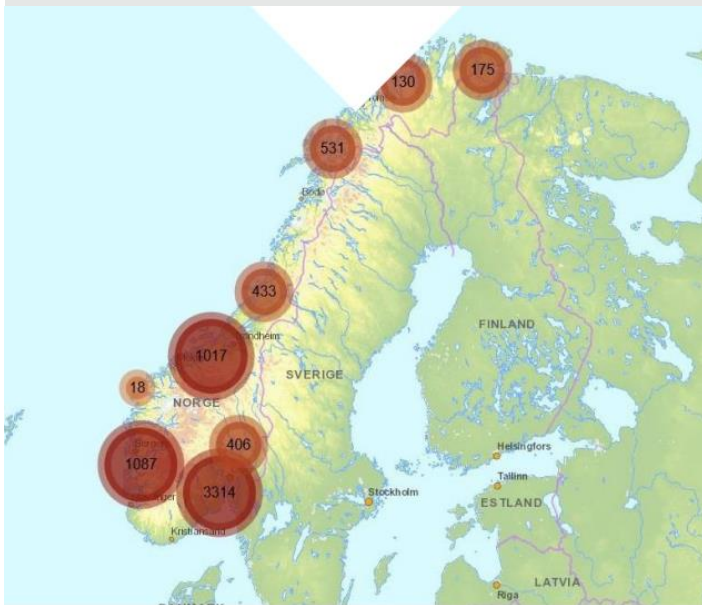 130
175
531
Bodø
433
1017
FINLAND
SVERIGE
18
NORGE
406
1087
3314
Helsingfors
Stockholm
Tallinn
ESTLAND
Kristiansand
LATVIA
Riga